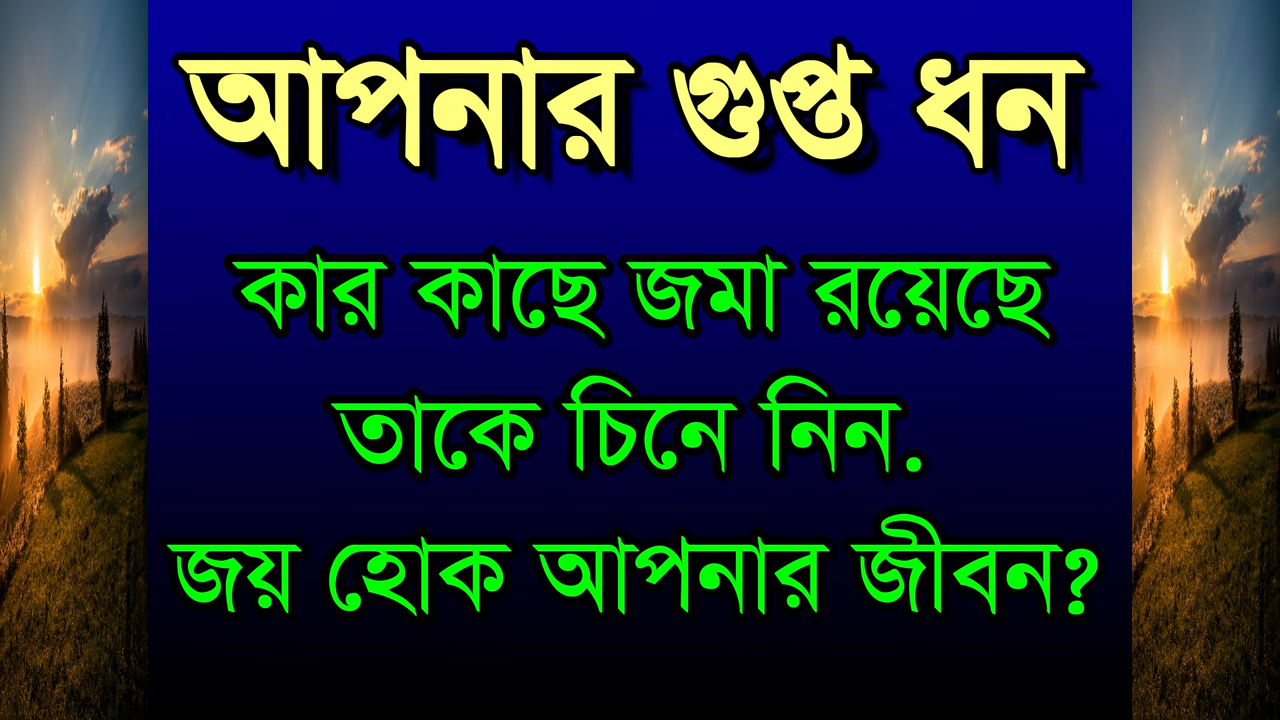 আপনার গুপ্ত ধন
কার কাছে জমা রয়েছে
তাকে চিনে নিন.
জয় হোক আপনার জীবন?